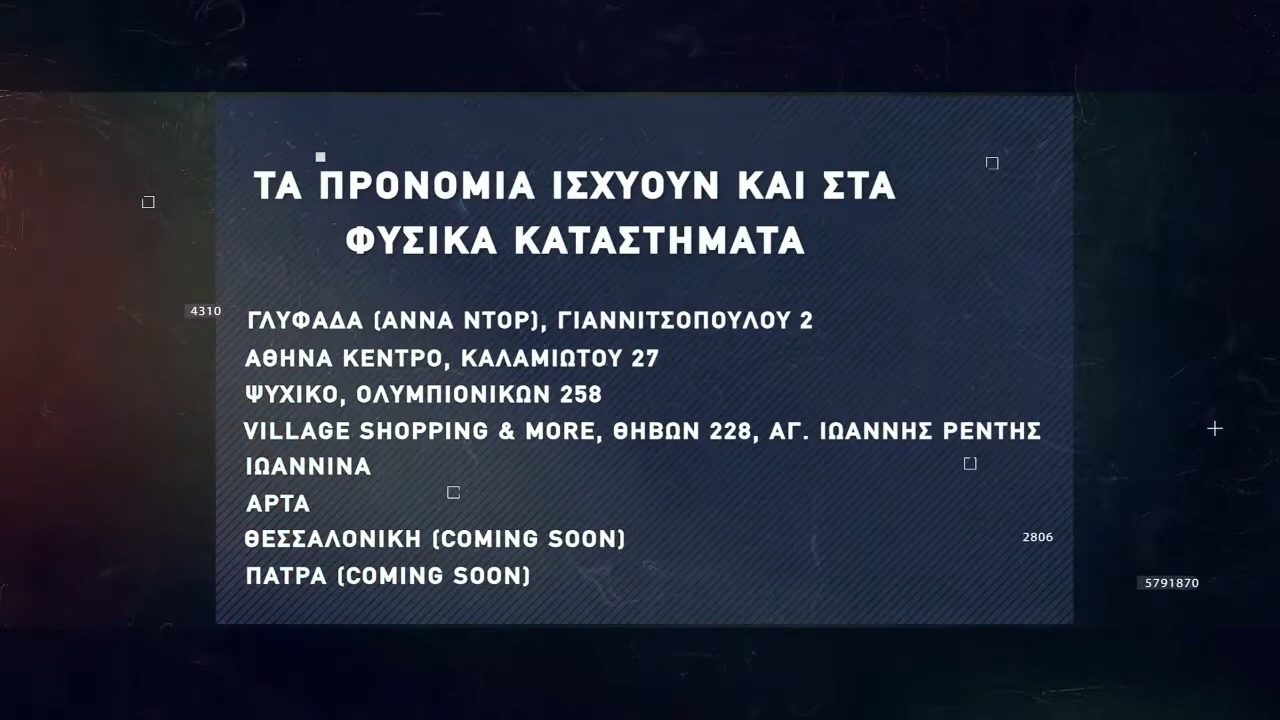 ΤΑ ΠΡΟΝΟΜΙΑ ΙΣΧΥΟΥΝ ΚΑΙ ΣΤΑ
ΦΥΣΙΚΑ ΚΑΤΑΣΤΗΜΑΤΑ
4310
ΓΛΥΦΑΔΑ (ΑΝΝΑ ΝΤΟΡ), ΓΙΑΝΝΙΤΣΟΠΟΥΛΟΥ 2
ΑΘΗΝΑ ΚΕΝΤΡΟ, ΚΑΛΑΜΙΩΤΟΥ 27
ΨΥΧΙΚΟ, ΟΛΥΜΠΙΟΝΙΚΩΝ 258
VILLAGE SHOPPING & MORE, ΘΗΒΩΝ 228, ΑΓ. ΙΩΑΝΝΗΣ ΡΕΝΤΗΣ
ΙΩΑΝΝΙΝΑ
ΑΡΤΑ
ΘΕΣΣΑΛΟΝΙΚΗ (COMING SOON)
2806
ΠΑΤΡΑ (COMING SOON)
5791870